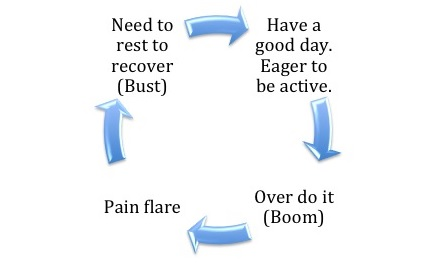 Need to
rest to
recover
(Bust)
Have a
good day.
Eager to
be active.
Over do it
(Boom)
Pain flare